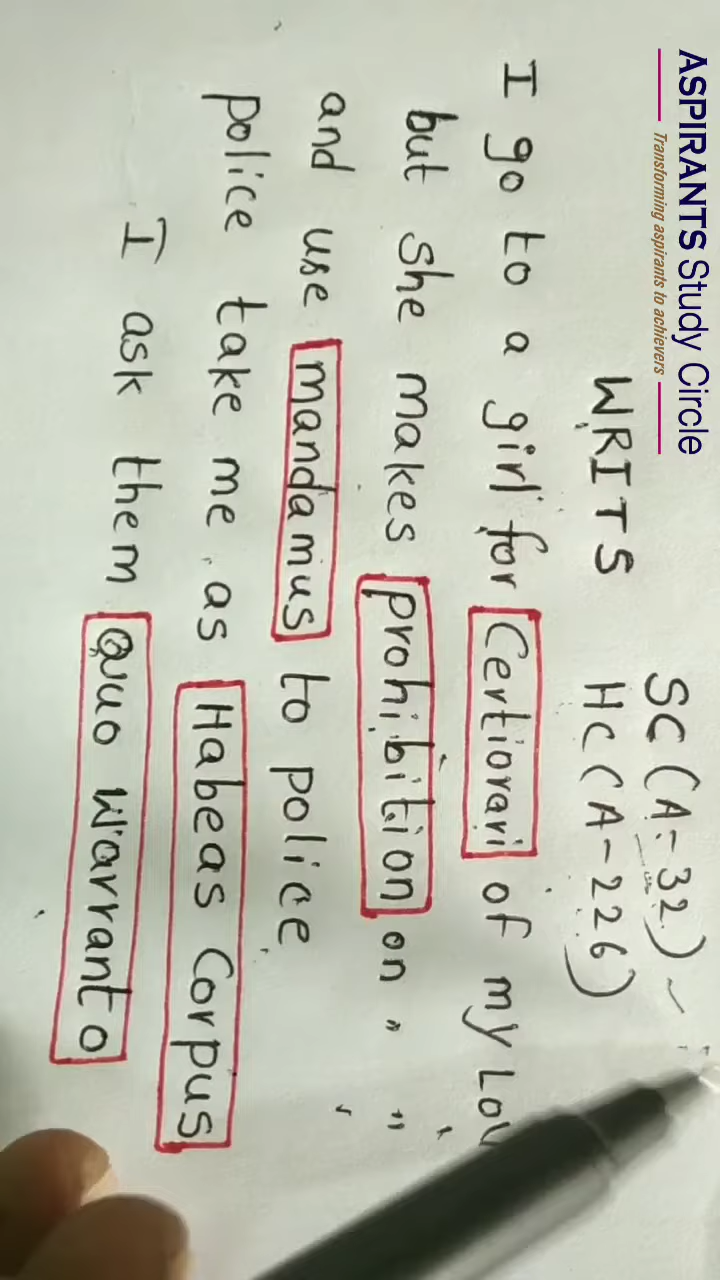 ASPIRANTS Study Circle
Transforming aspirants to achievers
SC (A-32)
WRITS HC (A-226)
I go to a girl for Certiorari of my
but she makes prohibition on " "
and use mandamus to police
police take me as Habeas Corpus
I ask them Quo Warranto